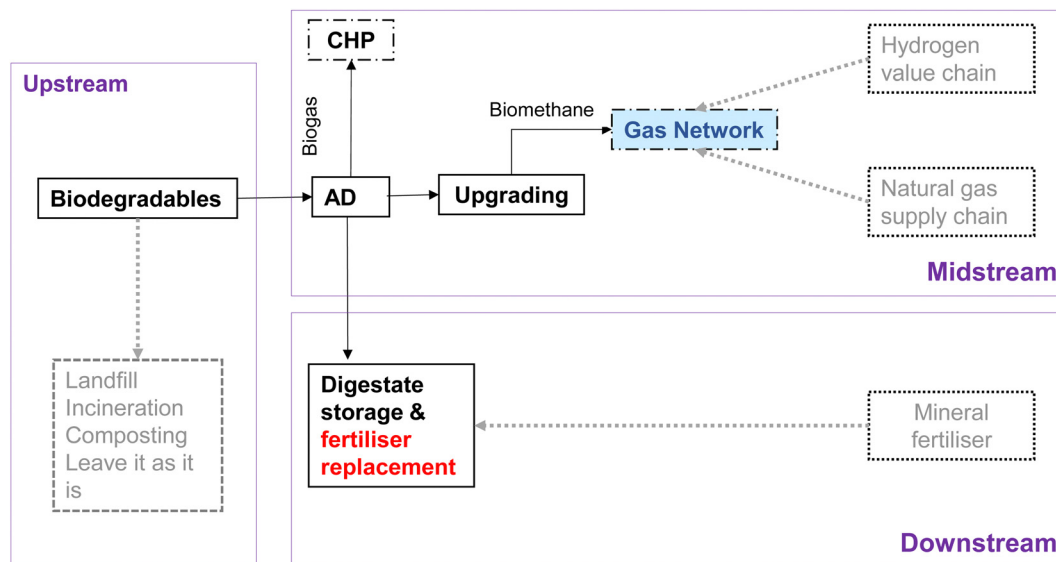 CHP
Hydrogen
value chain
Upstream
Biogas
Biomethane
Gas Network
Biodegradables
AD
Upgrading
Natural gas
supply chain
Midstream
Landfill
Incineration
Composting
Leave it as it
is
Digestate
storage &
fertiliser
replacement
Mineral
fertiliser
Downstream